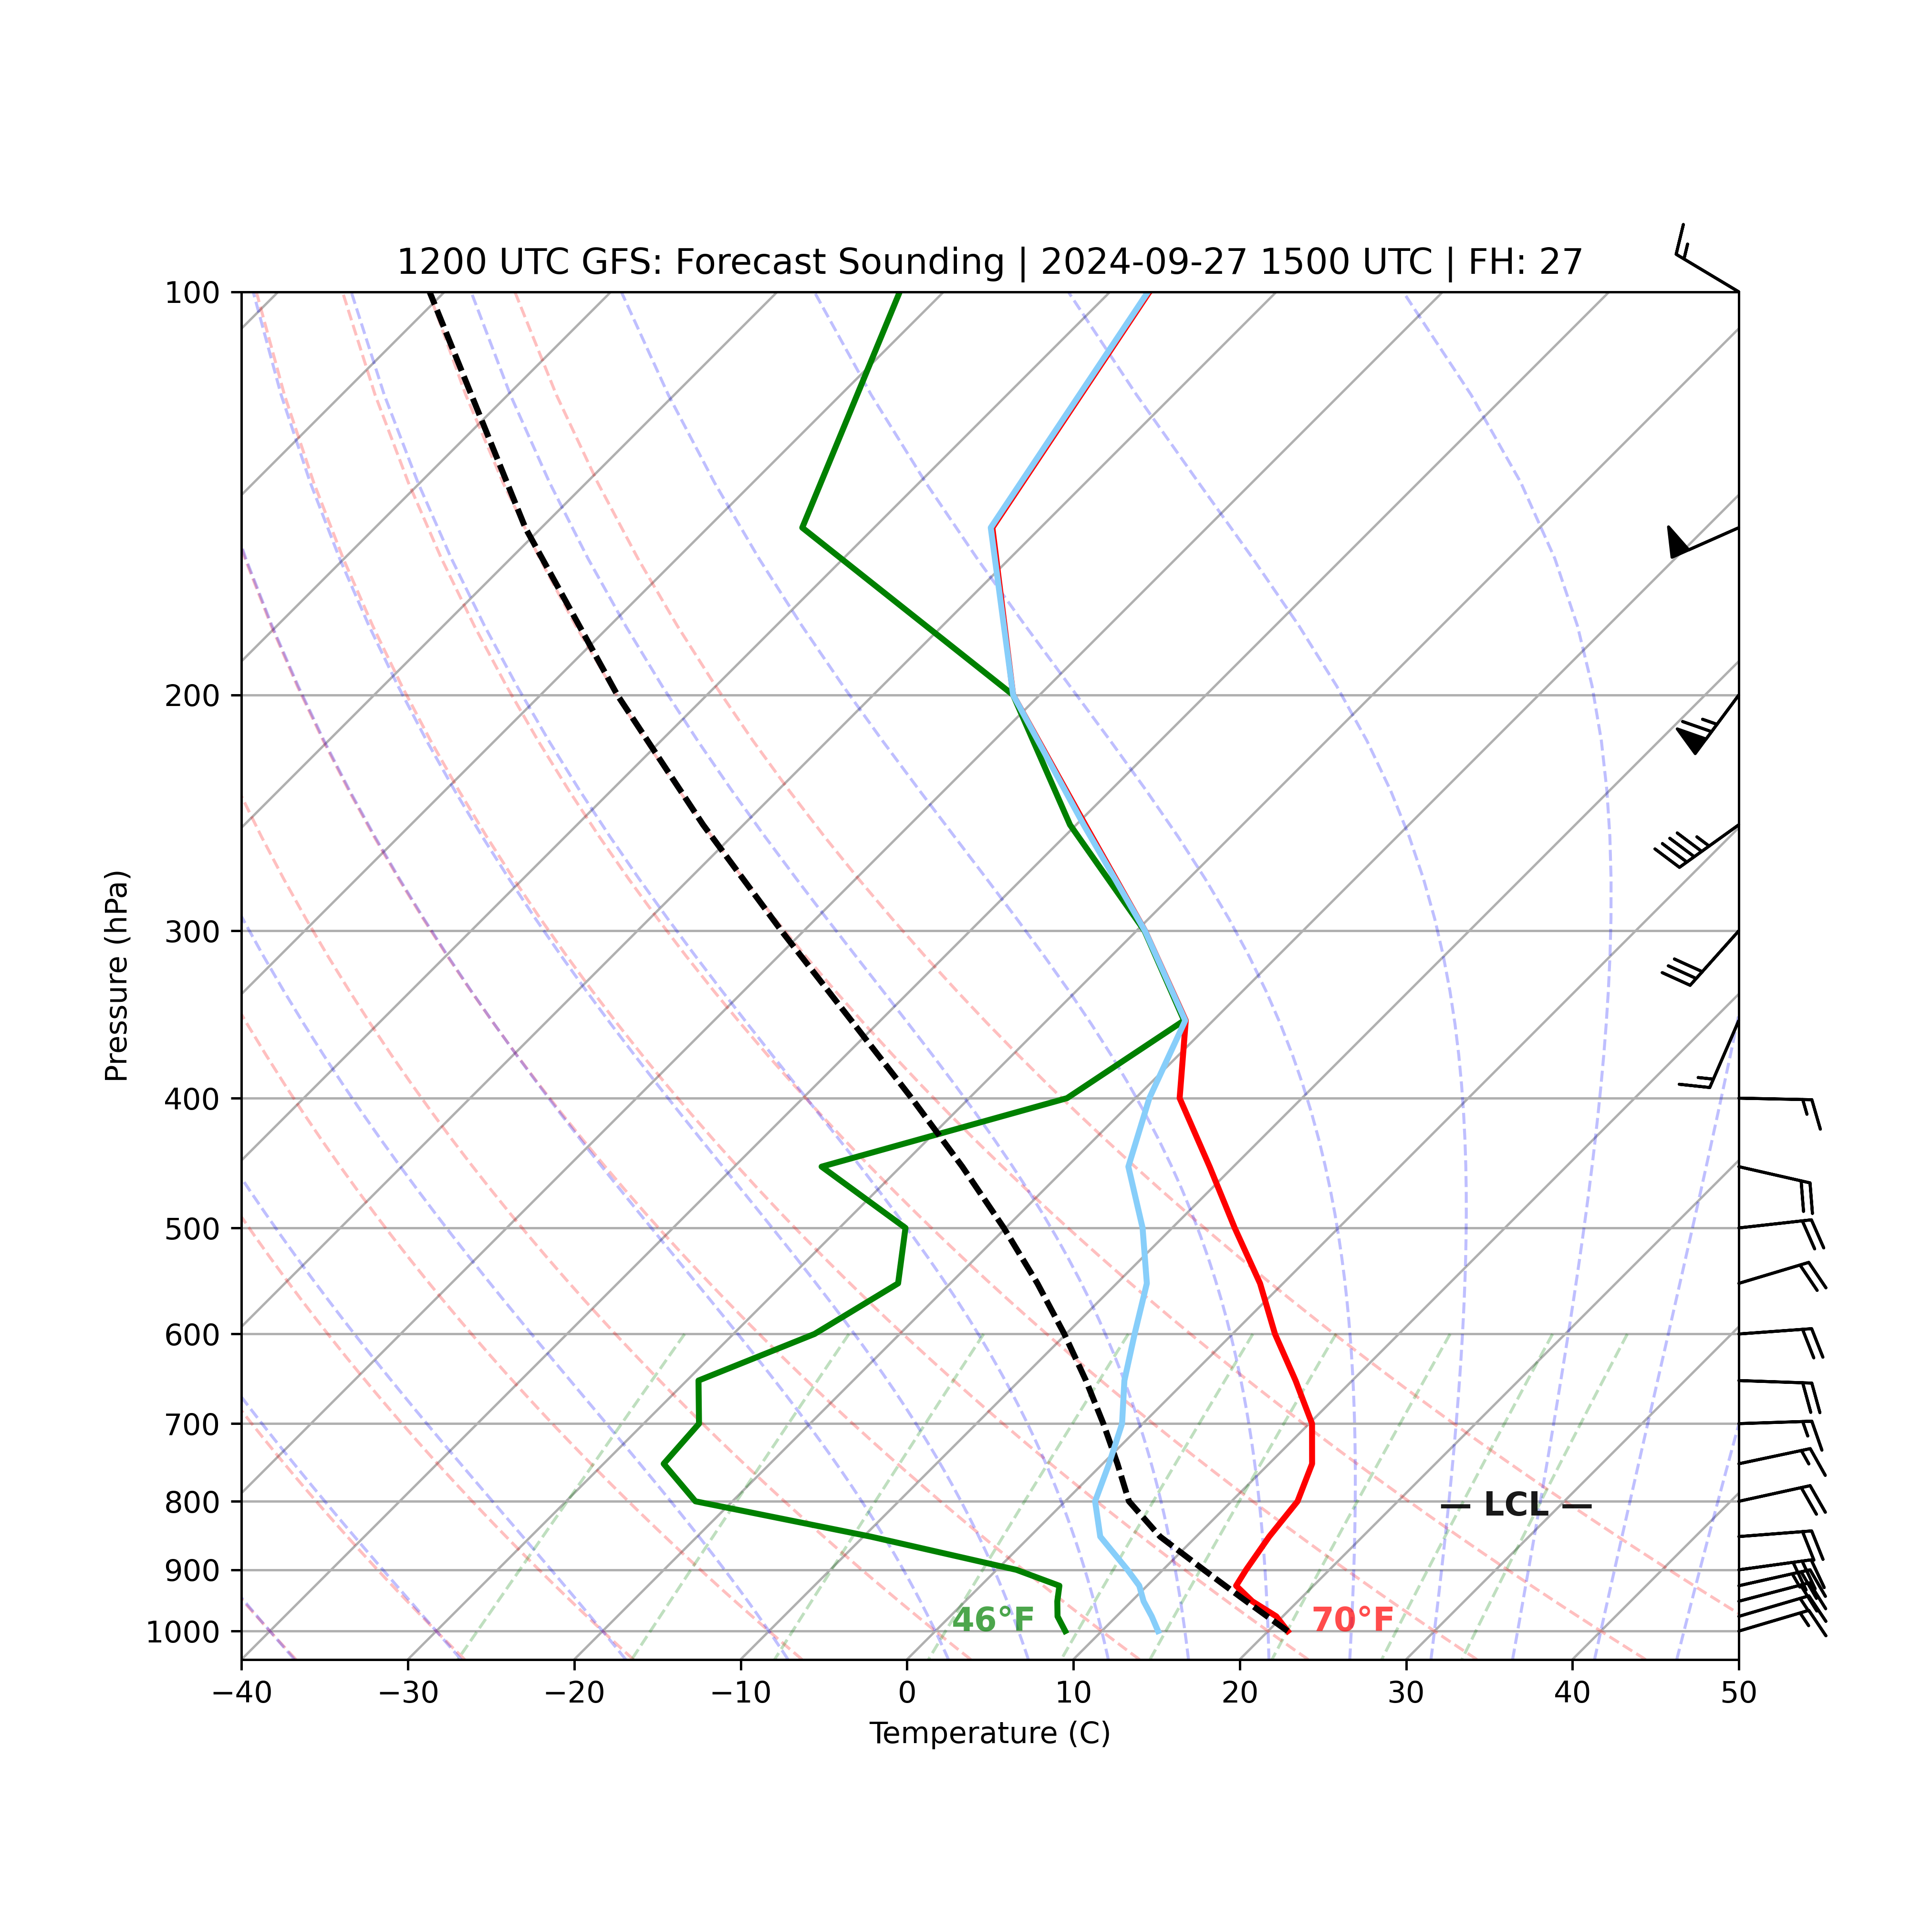 1200 UTC GFS: Forecast Sounding | 2024-09-27 1500 UTC | FH: 27
100
200
300
400
500
600
700
800
900
1000
Pressure (hPa)
— LCL —
46°F
70°F
−40 −30 −20 −10 0 10 20 30 40 50
Temperature (C)